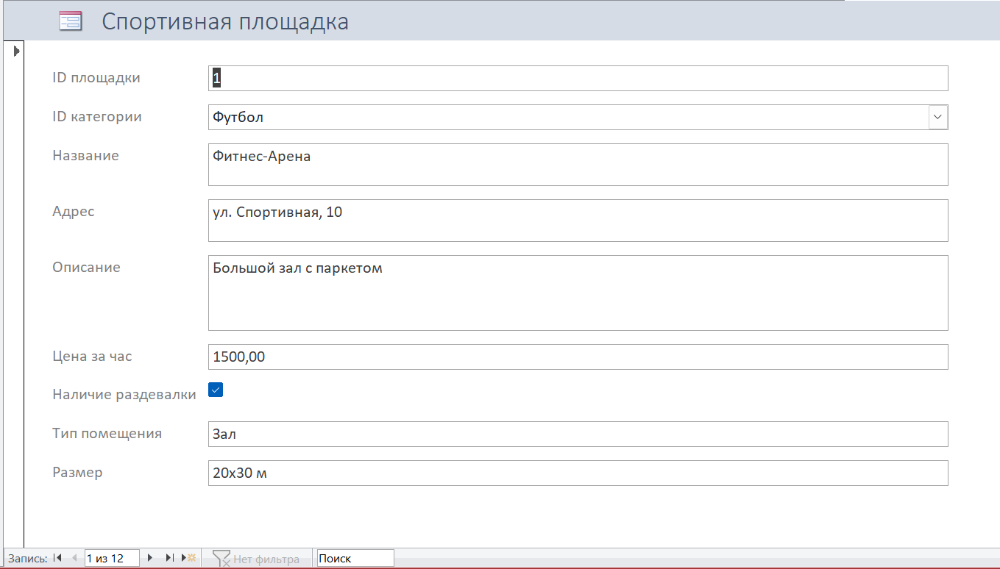 Спортивная площадка
ID площадки 1
ID категории Футбол
Название Фитнес-Арена
Адрес ул. Спортивная, 10
Описание Большой зал с паркетом
Цена за час 1500,00
Наличие раздевалки
Тип помещения Зал
Размер 20x30 м
Запись: 1 из 12 Нет фильтра Поиск